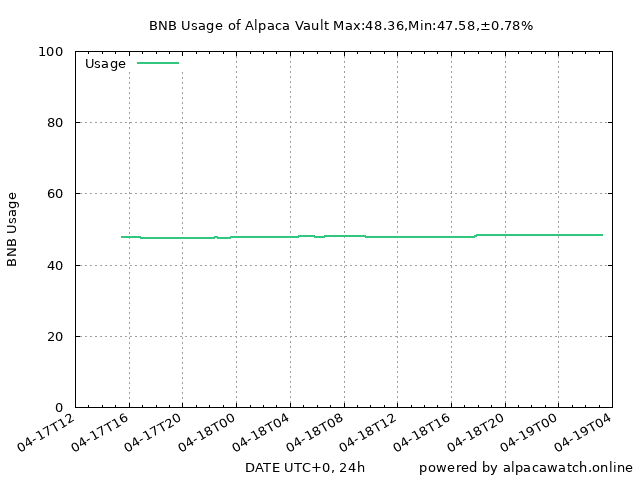 BNB Usage of Alpaca Vault Max:48.36,Min:47.58,±0.78%
Usage
100
80
60
40
20
0
BNB Usage
04-17T12
04-17T16
04-17T20
04-18T00
04-18T04
04-18T08
04-18T12
04-18T16
04-18T20
04-19T00
04-19T04
DATE UTC+0, 24h
powered by alpacawatch.online